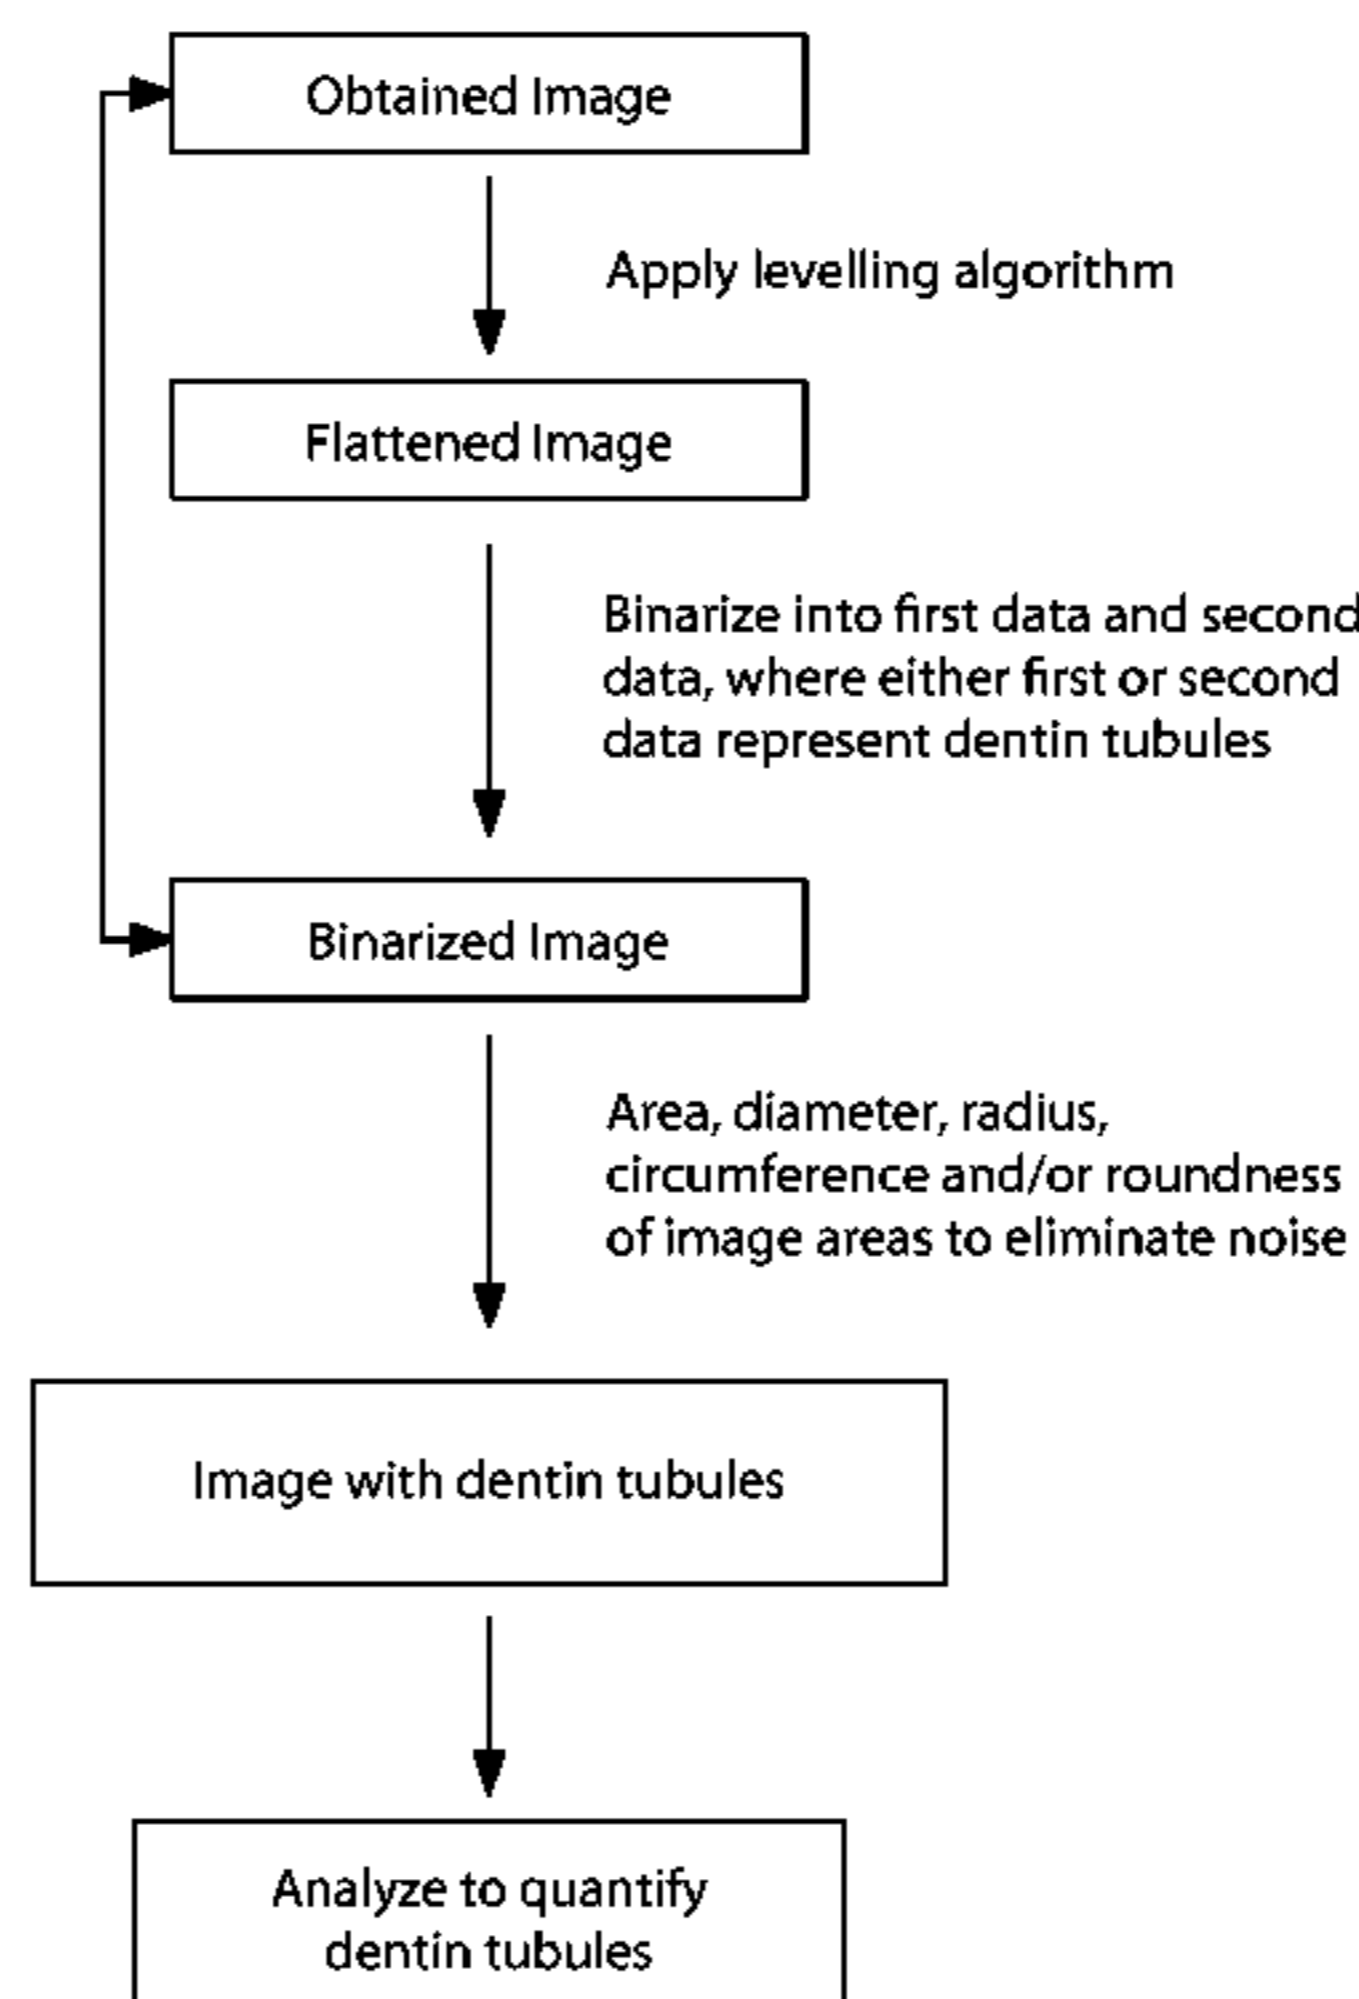 Obtained Image
Apply levelling algorithm
Flattened Image
Binarize into first data and second
data, where either first or second
data represent dentin tubules
Binarized Image
Area, diameter, radius,
circumference and/or roundness
of image areas to eliminate noise
Image with dentin tubules
Analyze to quantify
dentin tubules